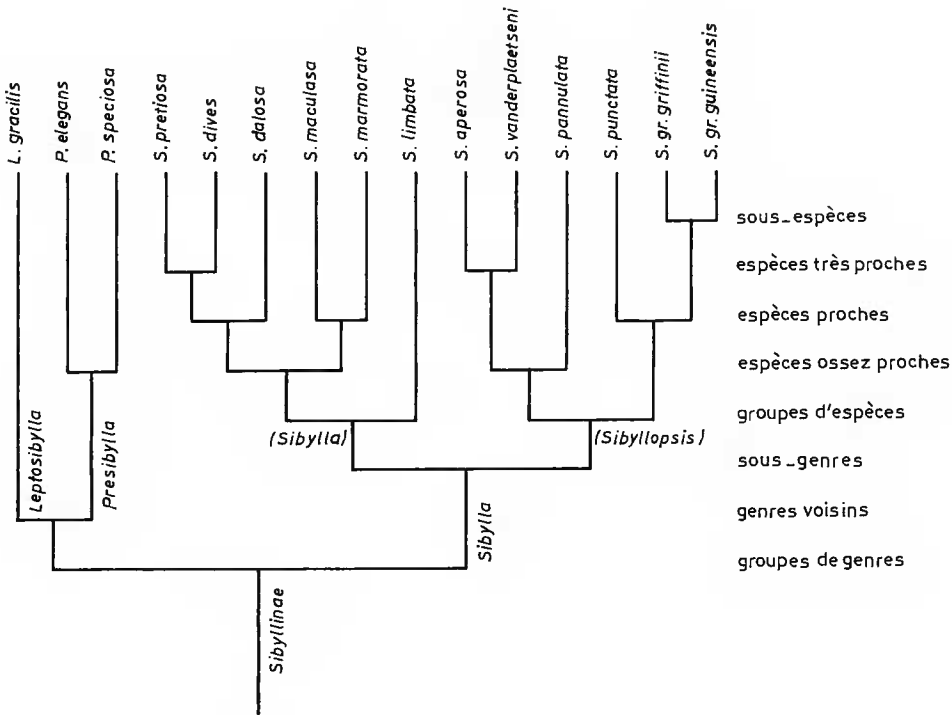 L. gracilis
P. elegans
P. speciosa
S. pretiosa
S. dives
S. dalosa
S. maculasa
S. marmorata
S. limbata
S. aperosa
S. vanderplaetseni
S. pannulata
S. punctata
S. gr. griffinii
S. gr. guineensis
sous_espèces
espèces très proches
espèces proches
espèces ossez proches
groupes d'espèces
(Sibylla)
(Sibyllopsis)
sous_genres
Leptosibylla
Presibylla
genres voisins
Sibylla
groupes de genres
Sibyllinae